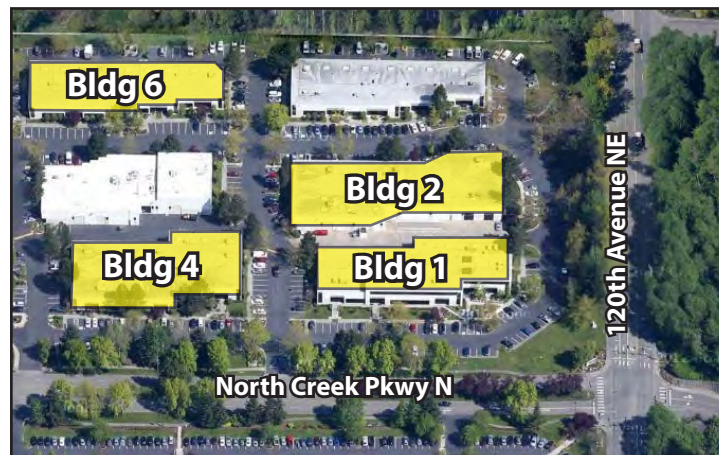 Bldg 6
Bldg 2
Bldg 4
Bldg 1
120th Avenue NE
North Creek Pkwy N